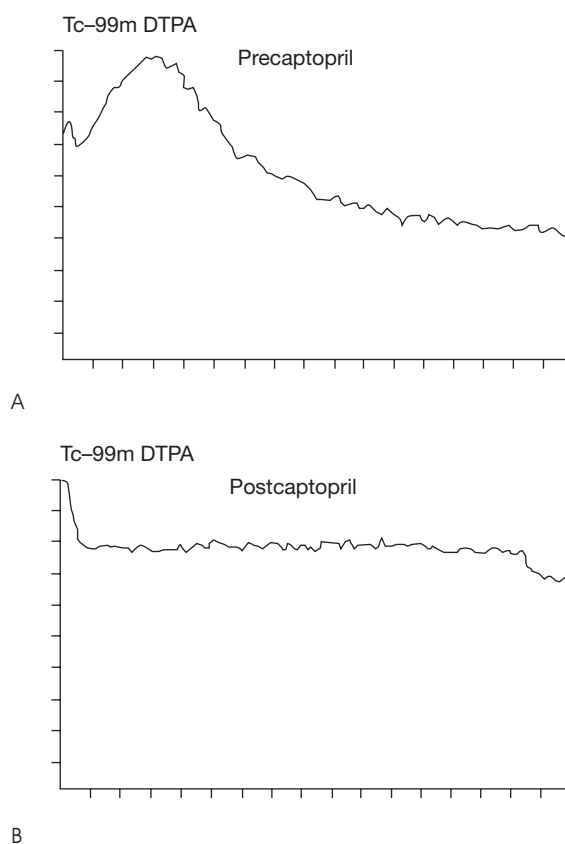 Tc–99m DTPA
Precaptopril
A
Tc–99m DTPA
Postcaptopril
B